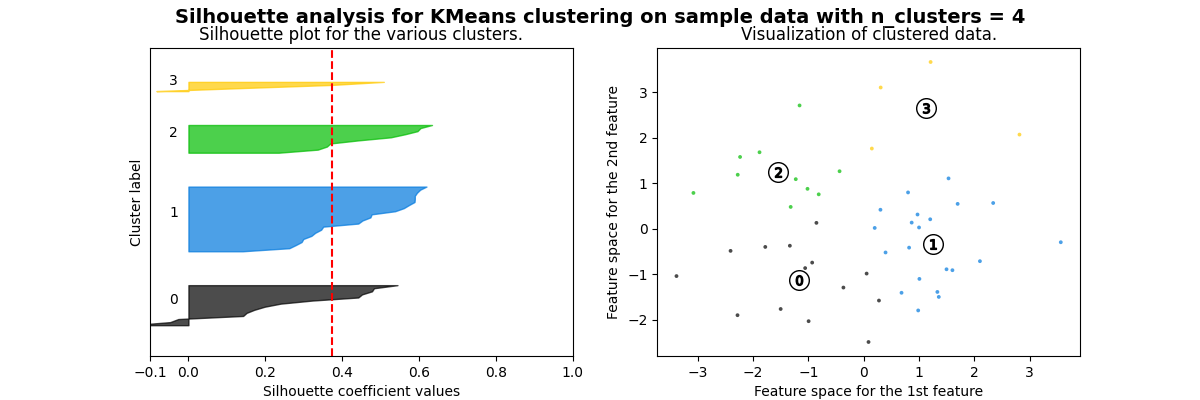 Silhouette analysis for KMeans clustering on sample data with n_clusters = 4
Silhouette plot for the various clusters.
Cluster label
3
2
1
0
−0.1 0.0 0.2 0.4 0.6 0.8 1.0
Silhouette coefficient values
Visualization of clustered data.
Feature space for the 2nd feature
3
2
1
0
−1
−2
3
2
1
0
−3 −2 −1 0 1 2 3
Feature space for the 1st feature